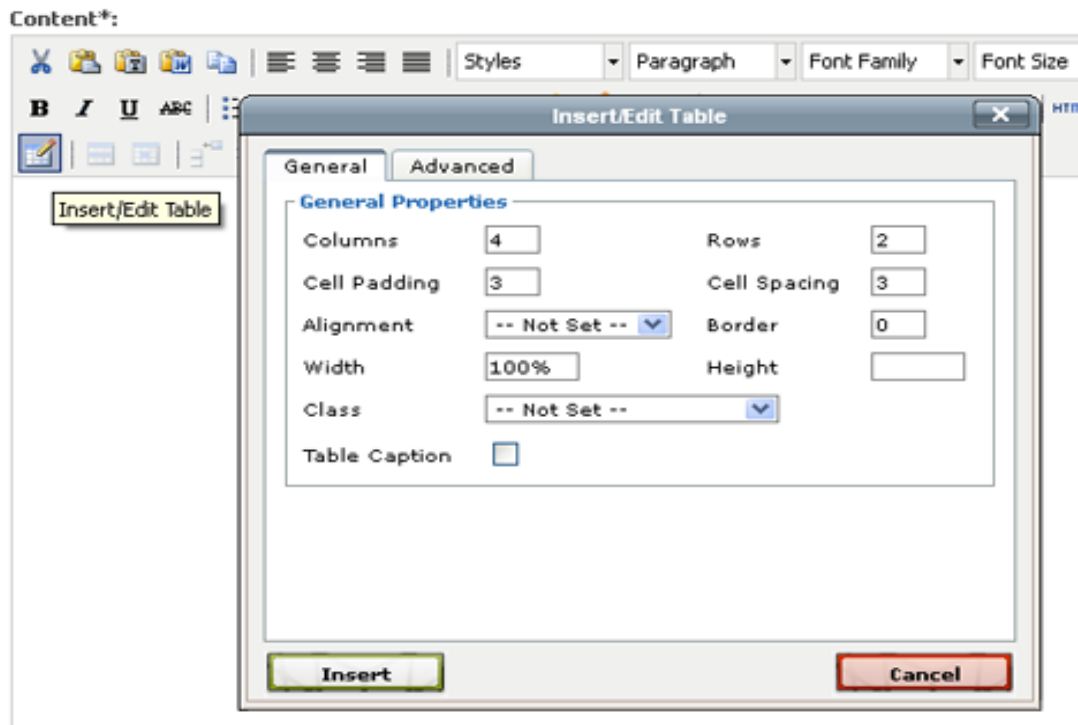 Content*:
Styles Paragraph Font Family Font Size
B I U ABC HTM
Insert/Edit Table
General Advanced
Insert/Edit Table
General Properties
Columns 4 Rows 2
Cell Padding 3 Cell Spacing 3
Alignment -- Not Set -- Border 0
Width 100% Height
Class -- Not Set --
Table Caption
Insert Cancel